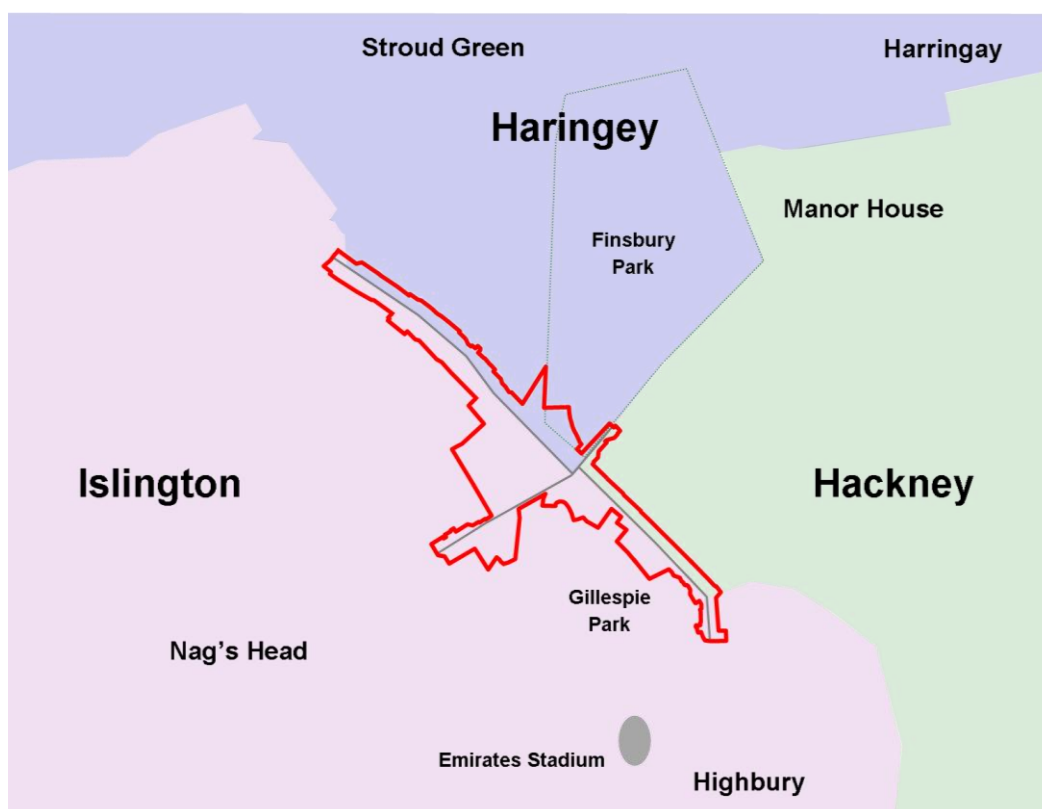 Stroud Green
Harringay
Haringey
Manor House
Finsbury
Park
Islington
Hackney
Gillespie
Park
Nag's Head
Emirates Stadium
Highbury